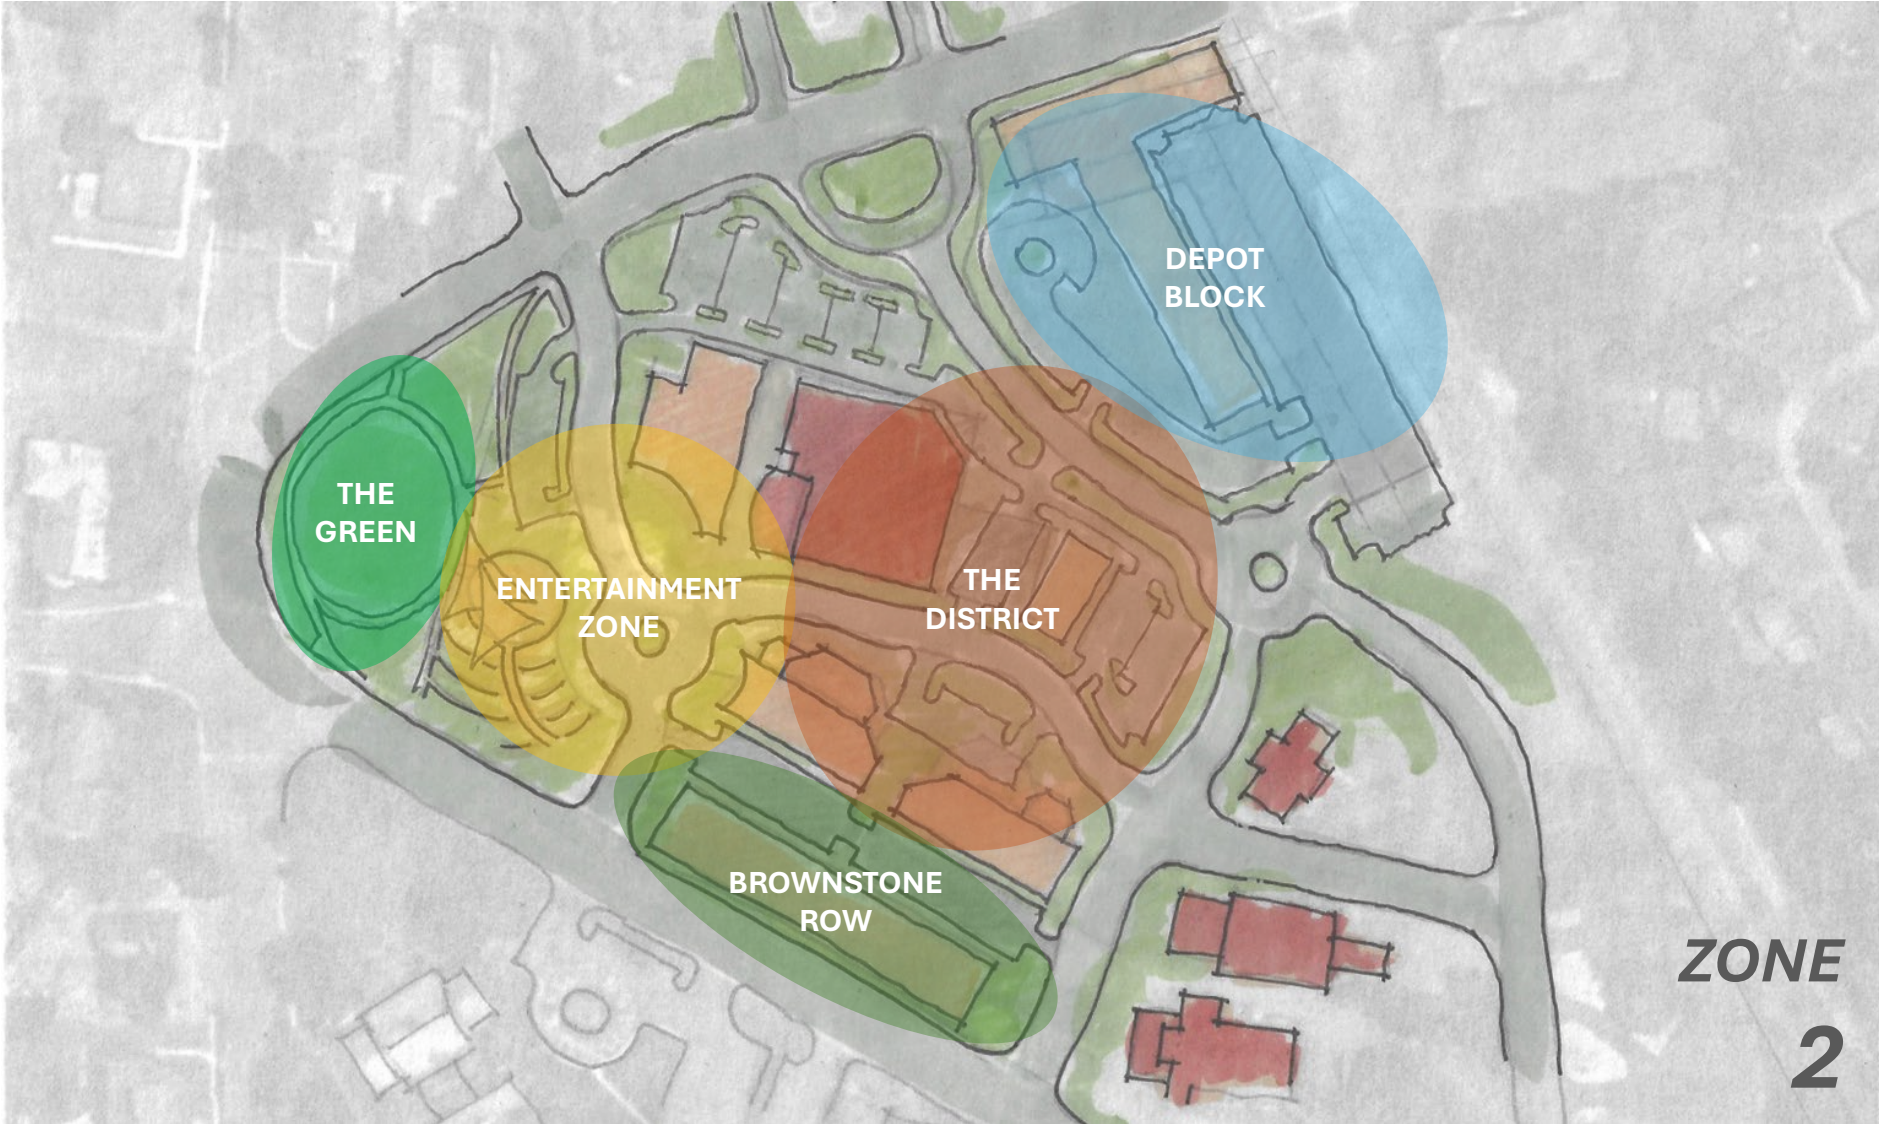 DEPOT
BLOCK
THE
GREEN
ENTERTAINMENT
ZONE
THE
DISTRICT
BROWNSTONE
ROW
ZONE
2